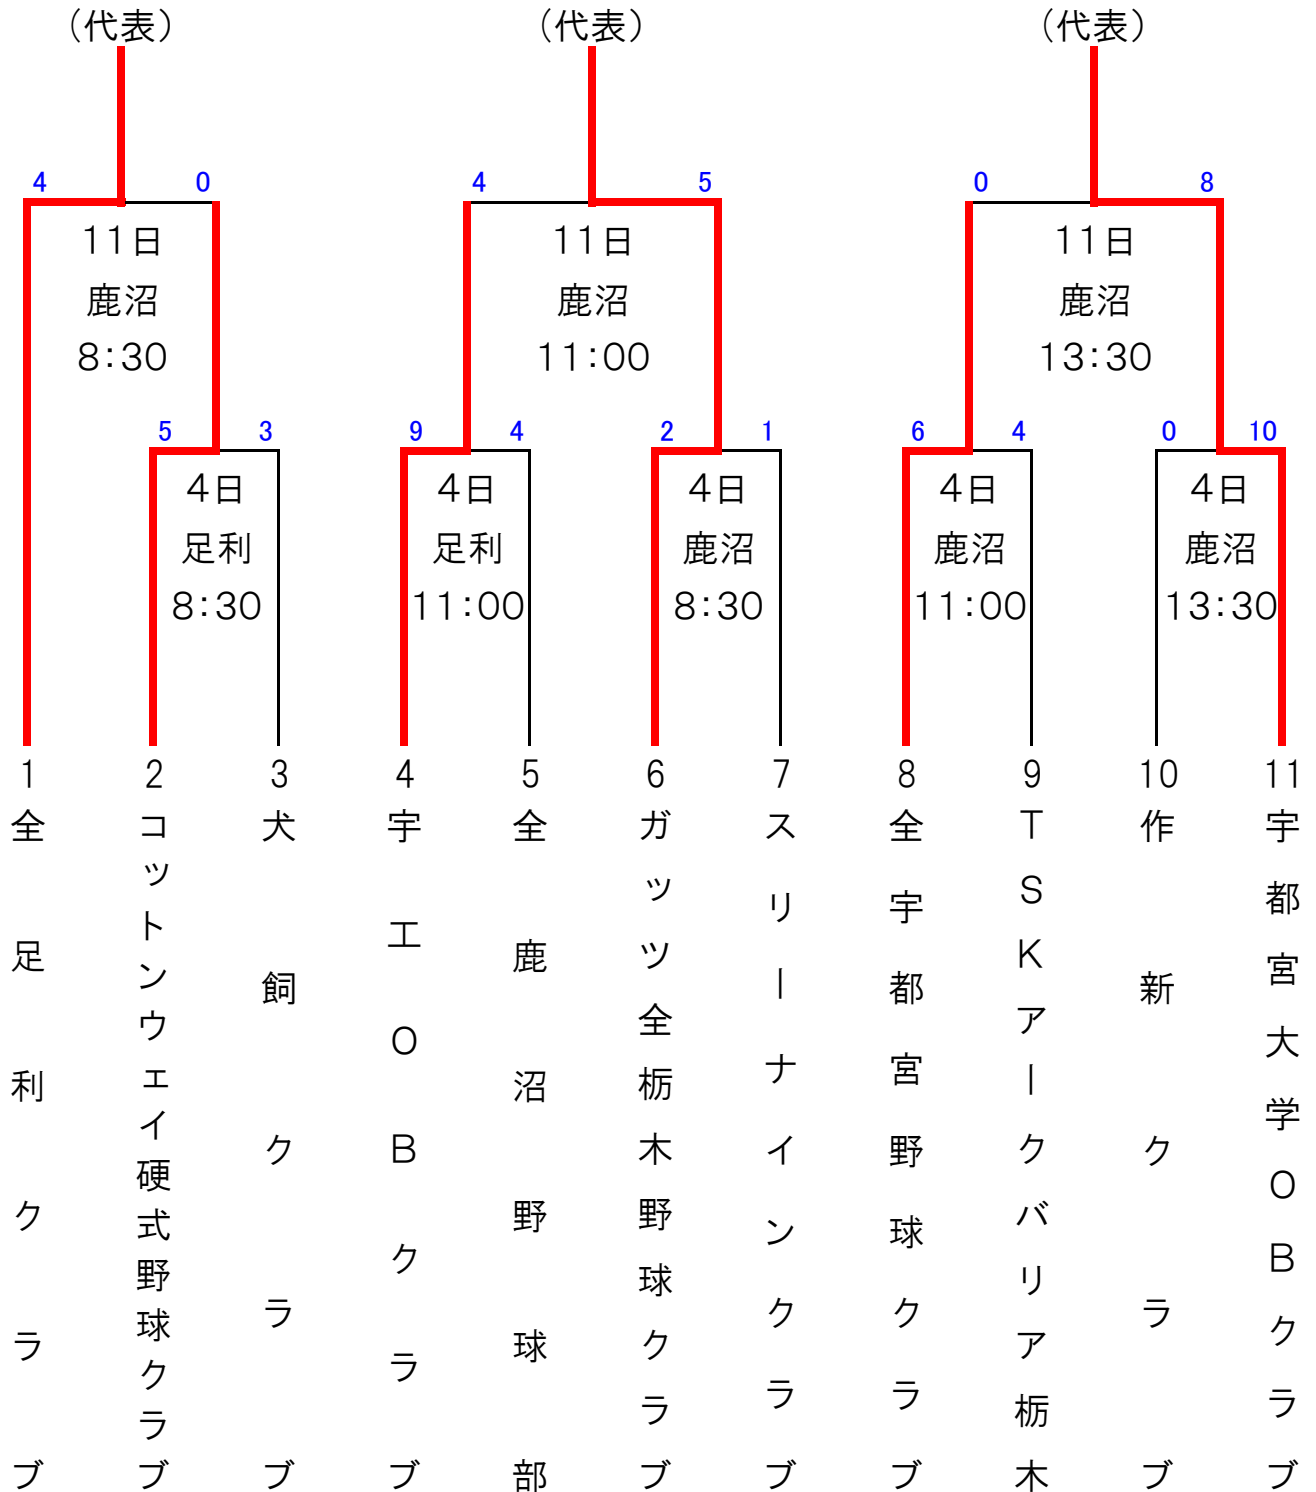 （代表） （代表） （代表）
4 0 4 5 0 8
11日 11日 11日
鹿沼 鹿沼 鹿沼
8:30 11:00 13:30
5 3 9 4 2 1 6 4 0 10
4日 4日 4日 4日 4日
足利 足利 鹿沼 鹿沼 鹿沼
8:30 11:00 8:30 11:00 13:30
1 2 3 4 5 6 7 8 9 10 11
全足利クラブ
コットンウェイ硬式野球クラブ
犬飼クラブ
宇工OBクラブ
全鹿沼野球部
ガッツ全栃木野球クラブ
スリーナインクラブ
全宇都宮野球クラブ
TSKアークバリア栃木
作新クラブ
宇都宮大学OBクラブ